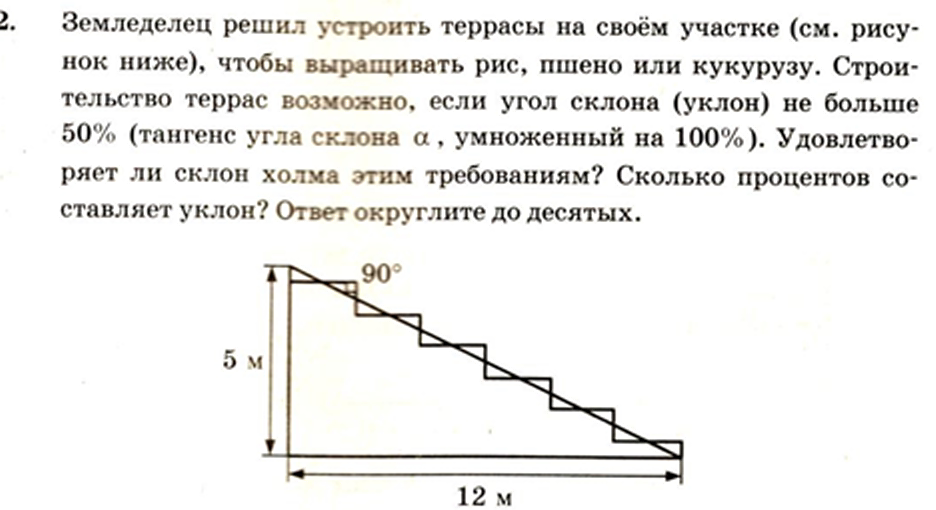 2. Земледелец решил устроить террасы на своём участке (см. рису-
нок ниже), чтобы выращивать рис, пшено или кукурузу. Строи-
тельство террас возможно, если угол склона (уклон) не больше
50% (тангенс угла склона α, умноженный на 100%). Удовлетво-
ряет ли склон холма этим требованиям? Сколько процентов со-
ставляет уклон? Ответ округлите до десятых.
90°
5 м
12 м